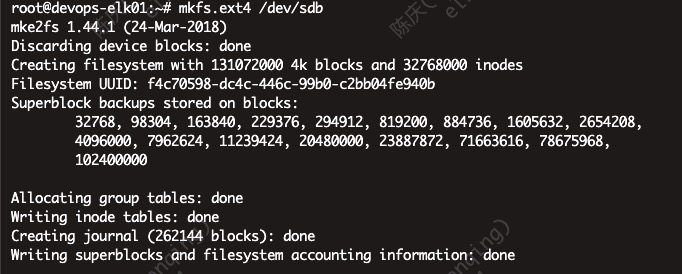 root@devops-elk01:~# mkfs.ext4 /dev/sdb
mke2fs 1.44.1 (24-Mar-2018)
Discarding device blocks: done
Creating filesystem with 131072000 4k blocks and 32768000 inodes
Filesystem UUID: f4c70598-dc4c-446c-99b0-c2bb04fe940b
Superblock backups stored on blocks:
32768, 98304, 163840, 229376, 294912, 819200, 884736, 1605632, 2654208,
4096000, 7962624, 11239424, 20480000, 23887872, 71663616, 78675968,
102400000
Allocating group tables: done
Writing inode tables: done
Creating journal (262144 blocks): done
Writing superblocks and filesystem accounting information: done
陈庆(